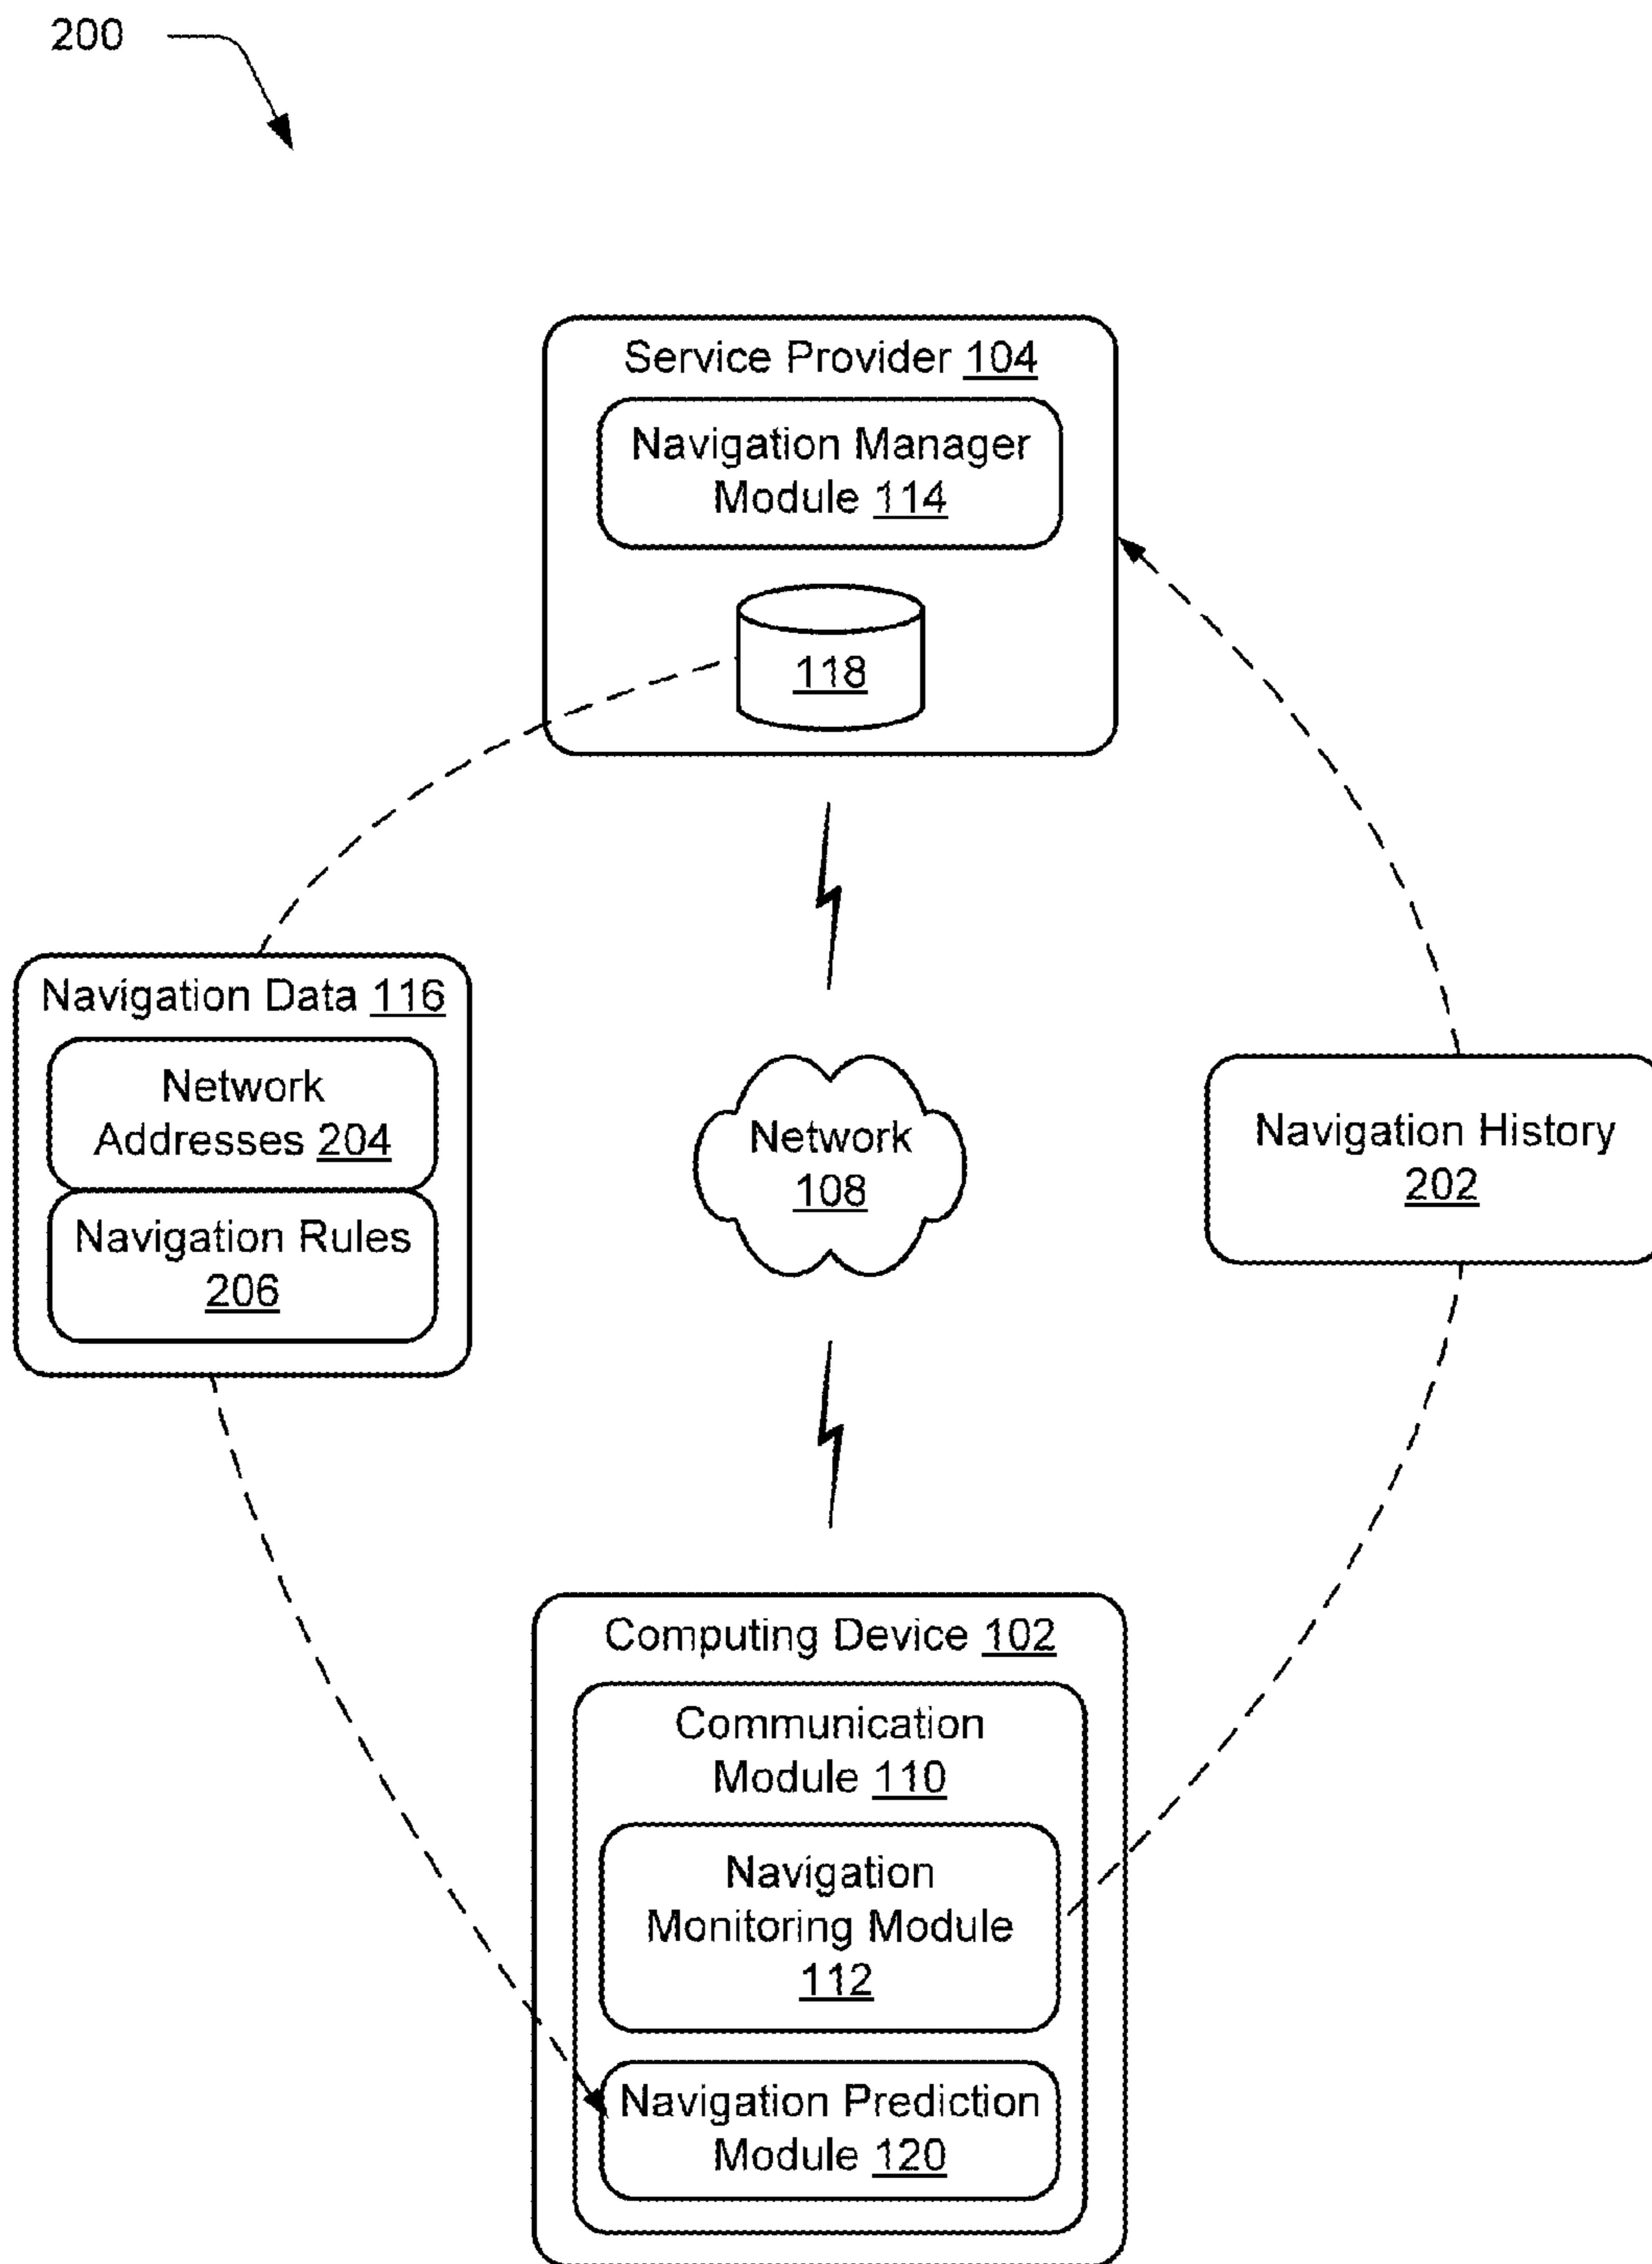 200
Service Provider 104
Navigation Manager
Module 114
118
Navigation Data 116
Network
Addresses 204
Navigation Rules
206
Network
108
Navigation History
202
Computing Device 102
Communication
Module 110
Navigation
Monitoring Module
112
Navigation Prediction
Module 120